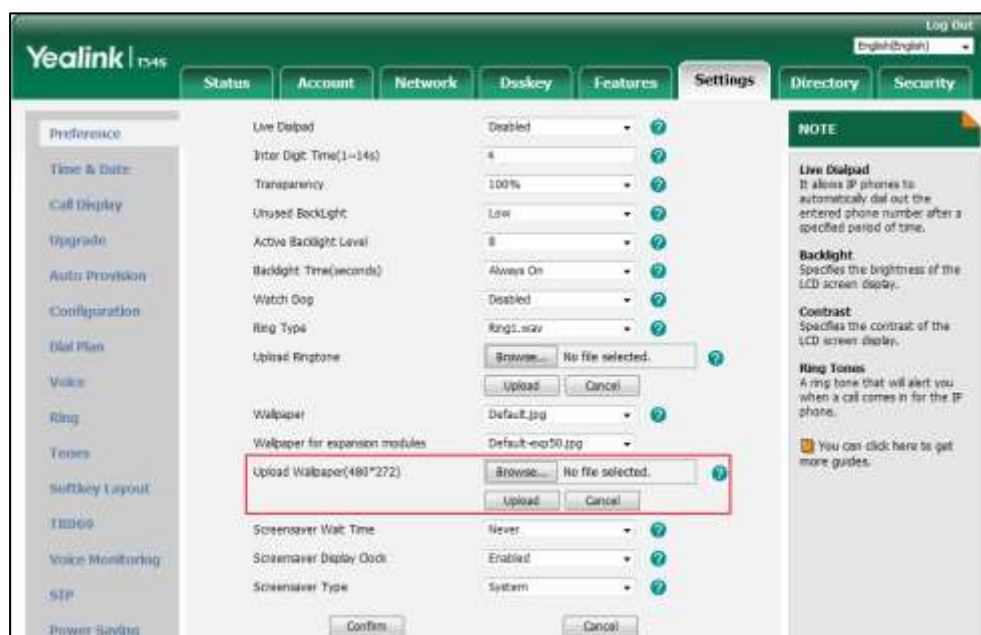 Log Out
English(English)
Yealink T54S
Status Account Network Dsskey Features Settings Directory Security
Preference
Time & Date
Call Display
Upgrade
Auto Provision
Configuration
Dial Plan
Voice
Ring
Tones
Softkey Layout
TR069
Voice Monitoring
SIP
Power Saving
Live Dialpad Disabled
Inter Digit Time(1~14s) 4
Transparency 100%
Unused BackLight Low
Active Backlight Level 8
Backlight Time(seconds) Always On
Watch Dog Disabled
Ring Type Ring1.wav
Upload Ringtone Browse... No file selected.
Upload Cancel
Wallpaper Default.jpg
Wallpaper for expansion modules Default-exp50.jpg
Upload Wallpaper(480*272) Browse... No file selected.
Upload Cancel
Screensaver Wait Time Never
Screensaver Display Clock Enabled
Screensaver Type System
Confirm Cancel
NOTE
Live Dialpad
It allows IP phones to
automatically dial out the
entered phone number after a
specified period of time.
Backlight
Specifies the brightness of the
LCD screen display.
Contrast
Specifies the contrast of the
LCD screen display.
Ring Tones
A ring tone that will alert you
when a call comes in for the IP
phone.
You can click here to get
more guides.